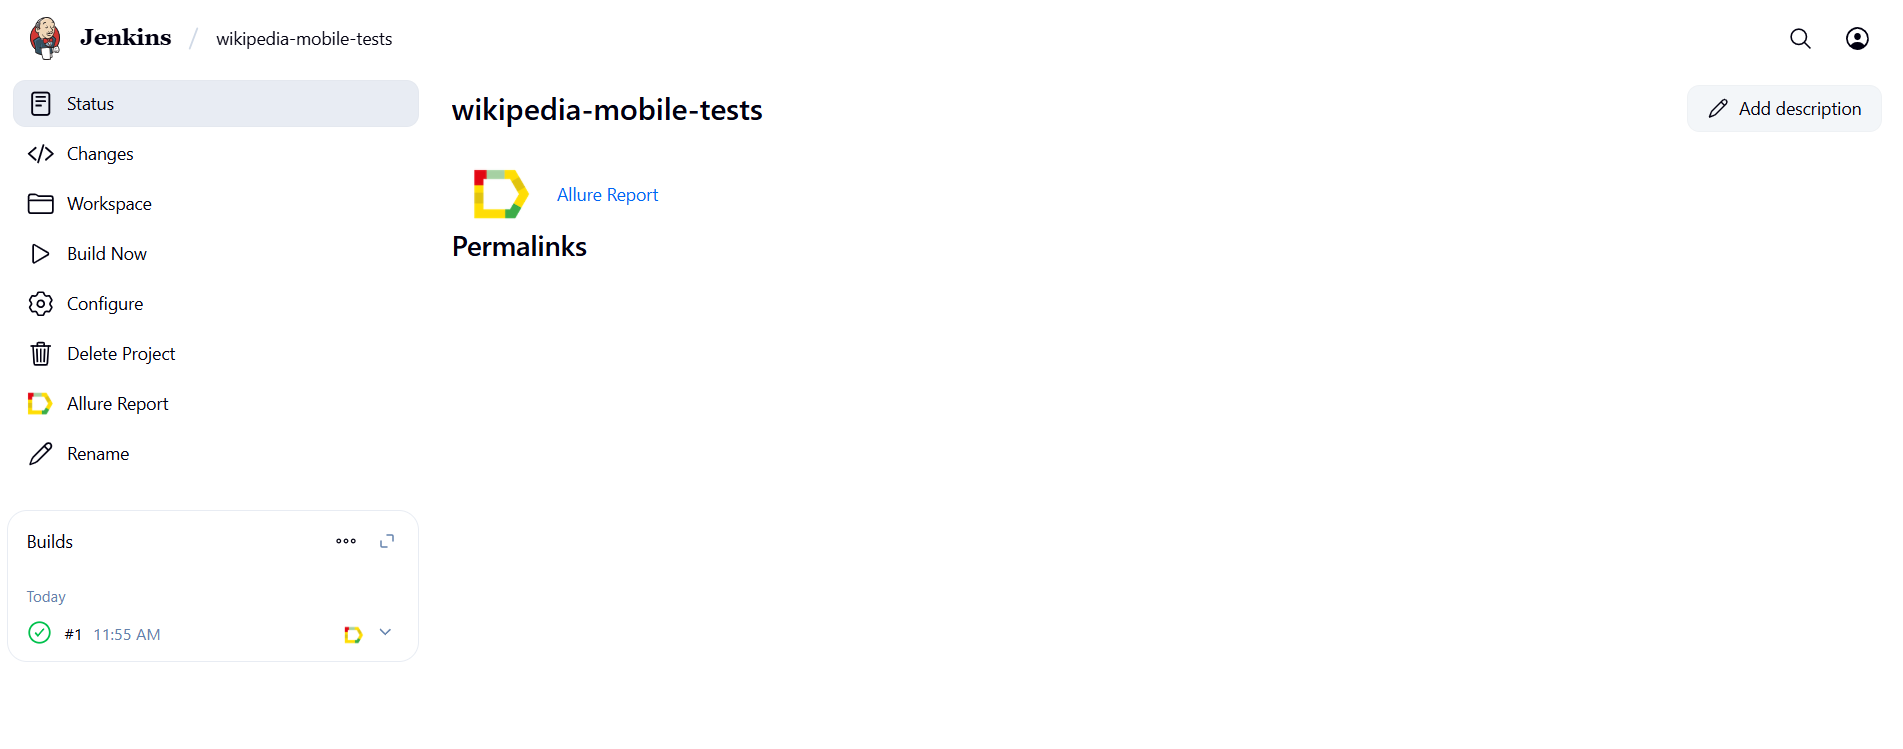 Jenkins / wikipedia-mobile-tests
Status
Changes
Workspace
Build Now
Configure
Delete Project
Allure Report
Rename
Builds
Today
#1 11:55 AM
wikipedia-mobile-tests
Add description
Allure Report
Permalinks